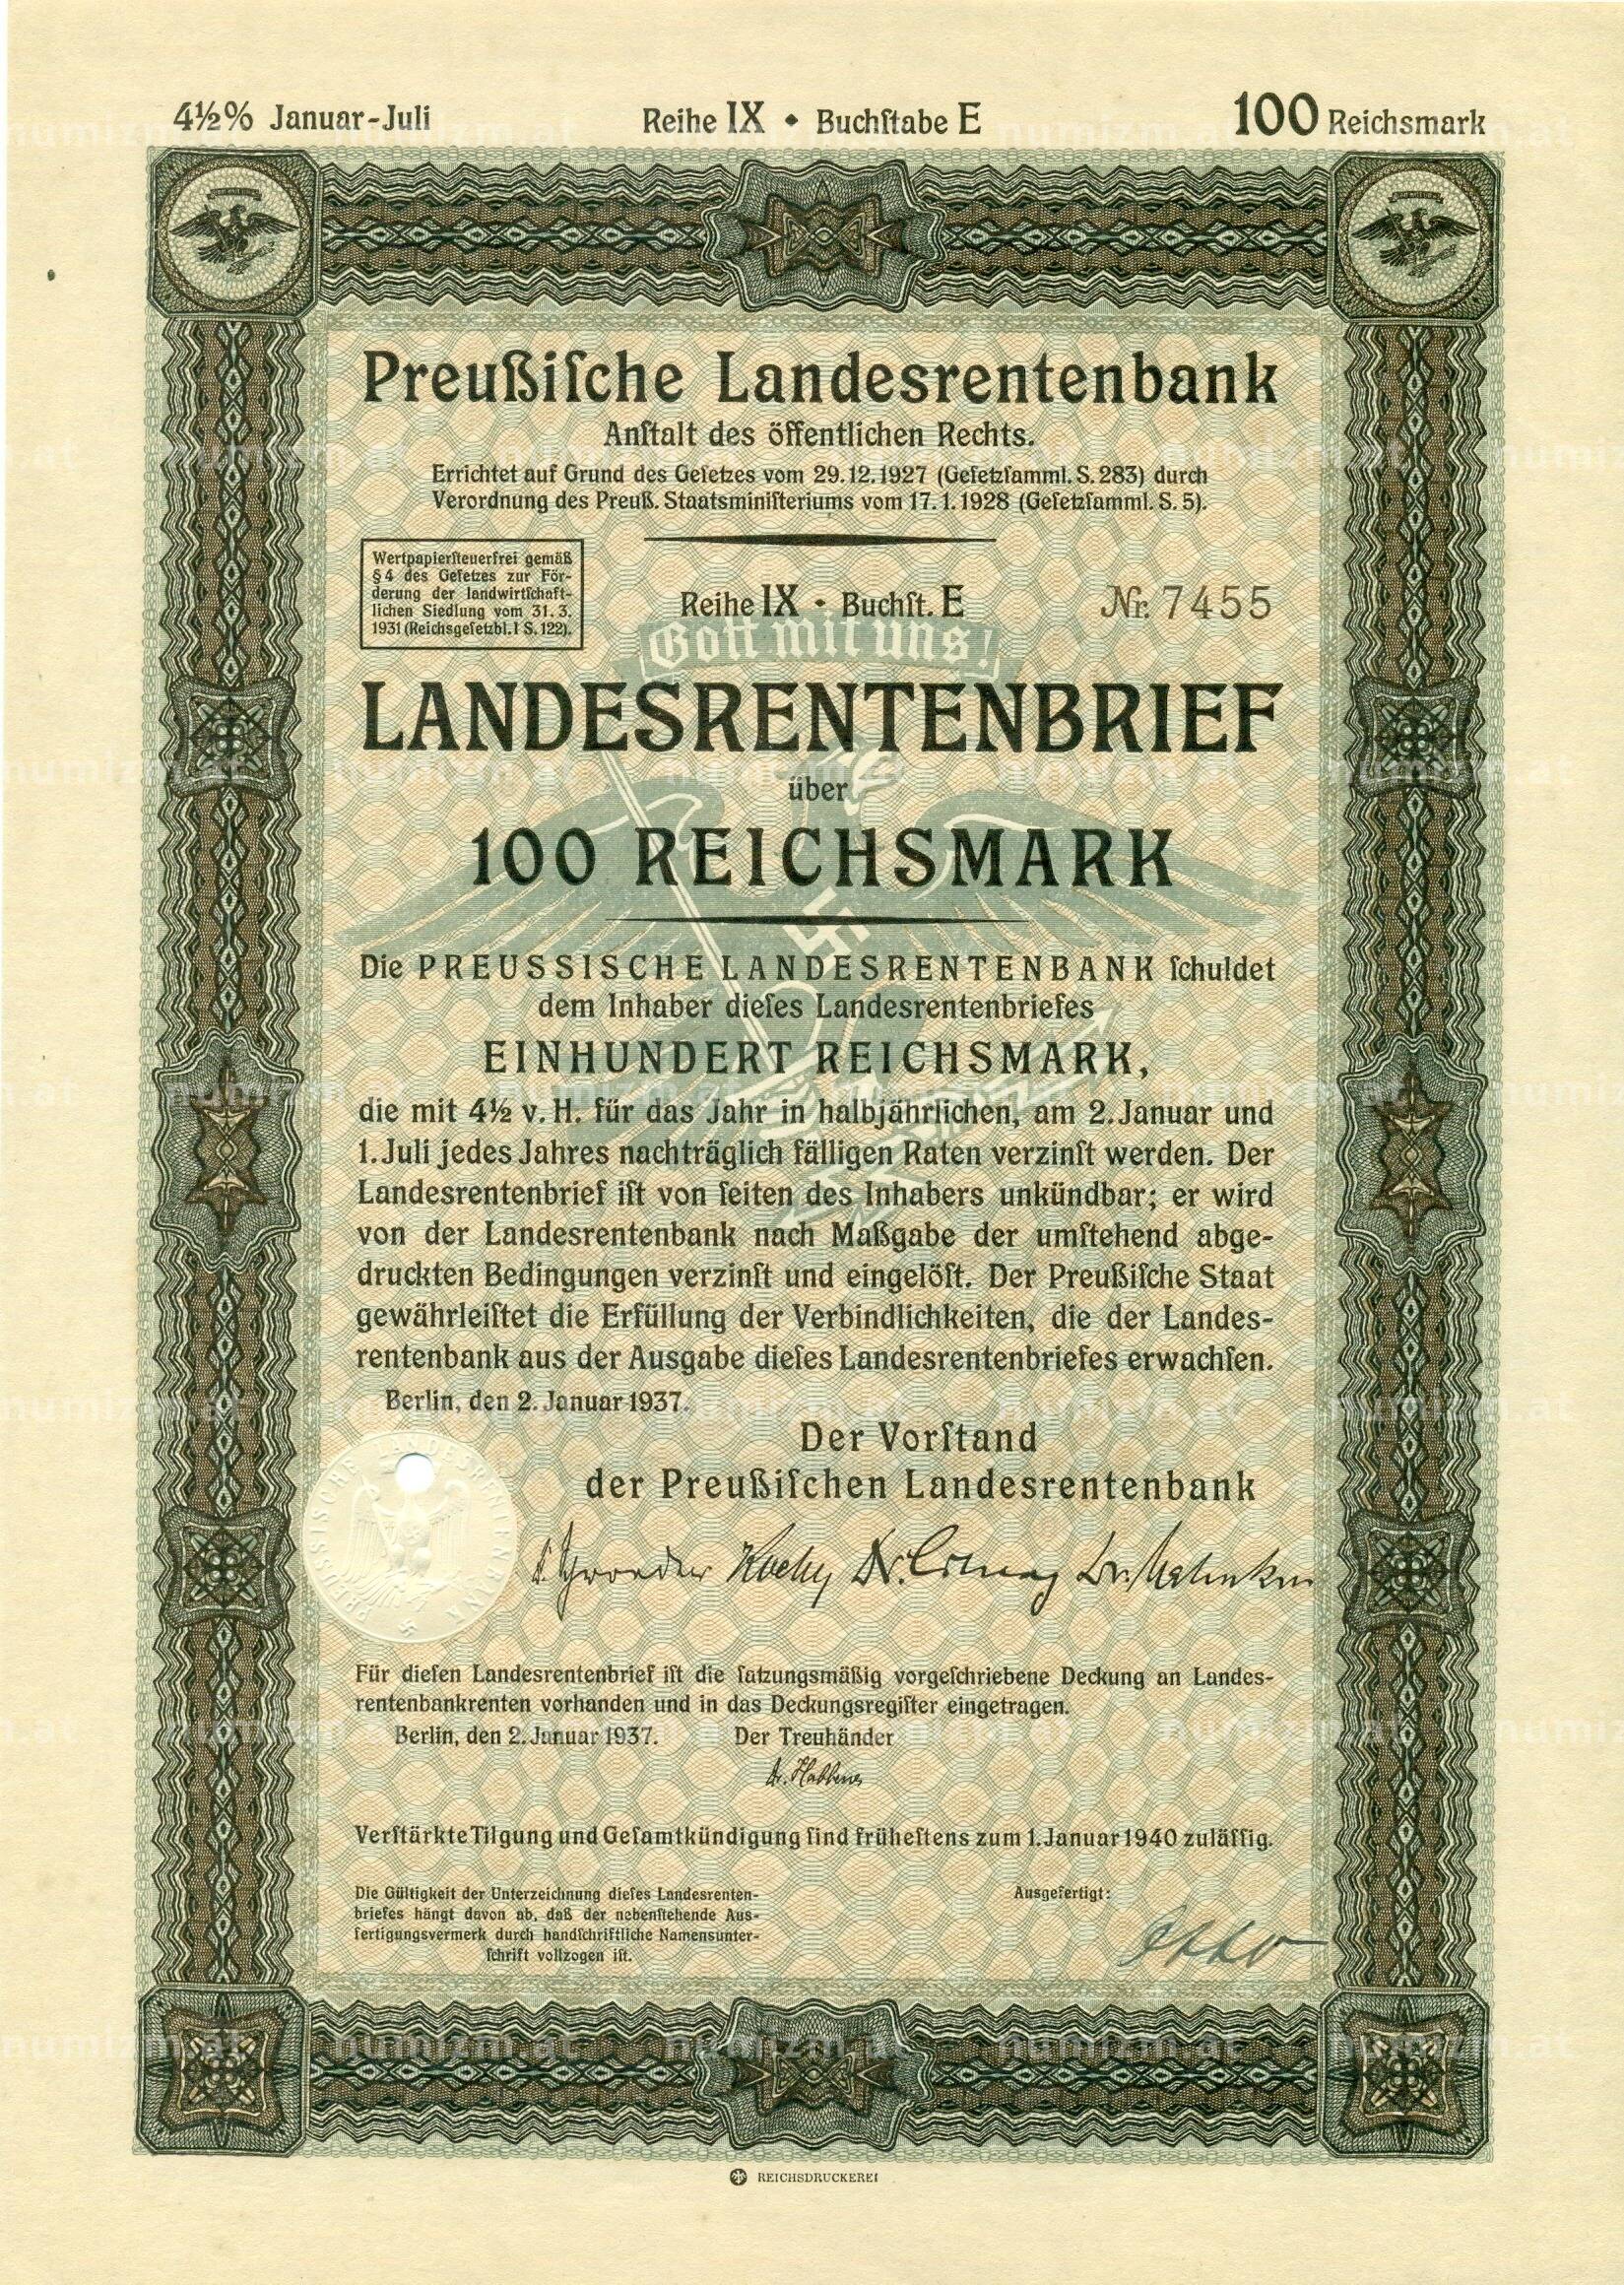 4½% Januar-Juli Reihe IX • Buchſtabe E 100 Reichsmark
Preußiſche Landesrentenbank
Anſtalt des öffentlichen Rechts.
Errichtet auf Grund des Geſetzes vom 29.12.1927 (Geſetzſamml. S. 283) durch
Verordnung des Preuß. Staatsminiſteriums vom 17.1.1928 (Geſetzſamml. S. 5).
Wertpapierſteuerfrei gemäß
§ 4 des Geſetzes zur För-
derung der landwirtſchaft-
lichen Siedlung vom 31.3.
1931 (Reichsgeſetzbl. I S. 122).
Reihe IX • Buchſt. E Nr. 7455
Gott mit uns!
LANDESRENTENBRIEF
über
100 REICHSMARK
Die PREUSSISCHE LANDESRENTENBANK ſchuldet
dem Inhaber dieſes Landesrentenbriefes
EINHUNDERT REICHSMARK,
die mit 4½ v. H. für das Jahr in halbjährlichen, am 2. Januar und
1. Juli jedes Jahres nachträglich fälligen Raten verzinſt werden. Der
Landesrentenbrief iſt von ſeiten des Inhabers unkündbar; er wird
von der Landesrentenbank nach Maßgabe der umſtehend abge-
druckten Bedingungen verzinſt und eingelöſt. Der Preußiſche Staat
gewährleiſtet die Erfüllung der Verbindlichkeiten, die der Landes-
rentenbank aus der Ausgabe dieſes Landesrentenbriefes erwachſen.
Berlin, den 2. Januar 1937.
Der Vorſtand
der Preußiſchen Landesrentenbank
PREUSSISCHE LANDESRENTENBANK
Für dieſen Landesrentenbrief iſt die ſatzungsmäßig vorgeſchriebene Deckung an Landes-
rentenbankrenten vorhanden und in das Deckungsregiſter eingetragen.
Berlin, den 2. Januar 1937. Der Treuhänder
Verſtärkte Tilgung und Geſamtkündigung ſind früheſtens zum 1. Januar 1940 zuläſſig.
Die Gültigkeit der Unterzeichnung dieſes Landesrenten-
briefes hängt davon ab, daß der nebenſtehende Aus-
fertigungsvermerk durch handſchriftliche Namensunter-
ſchrift vollzogen iſt.
Ausgefertigt:
Otto
REICHSDRUCKEREI
numizm.at